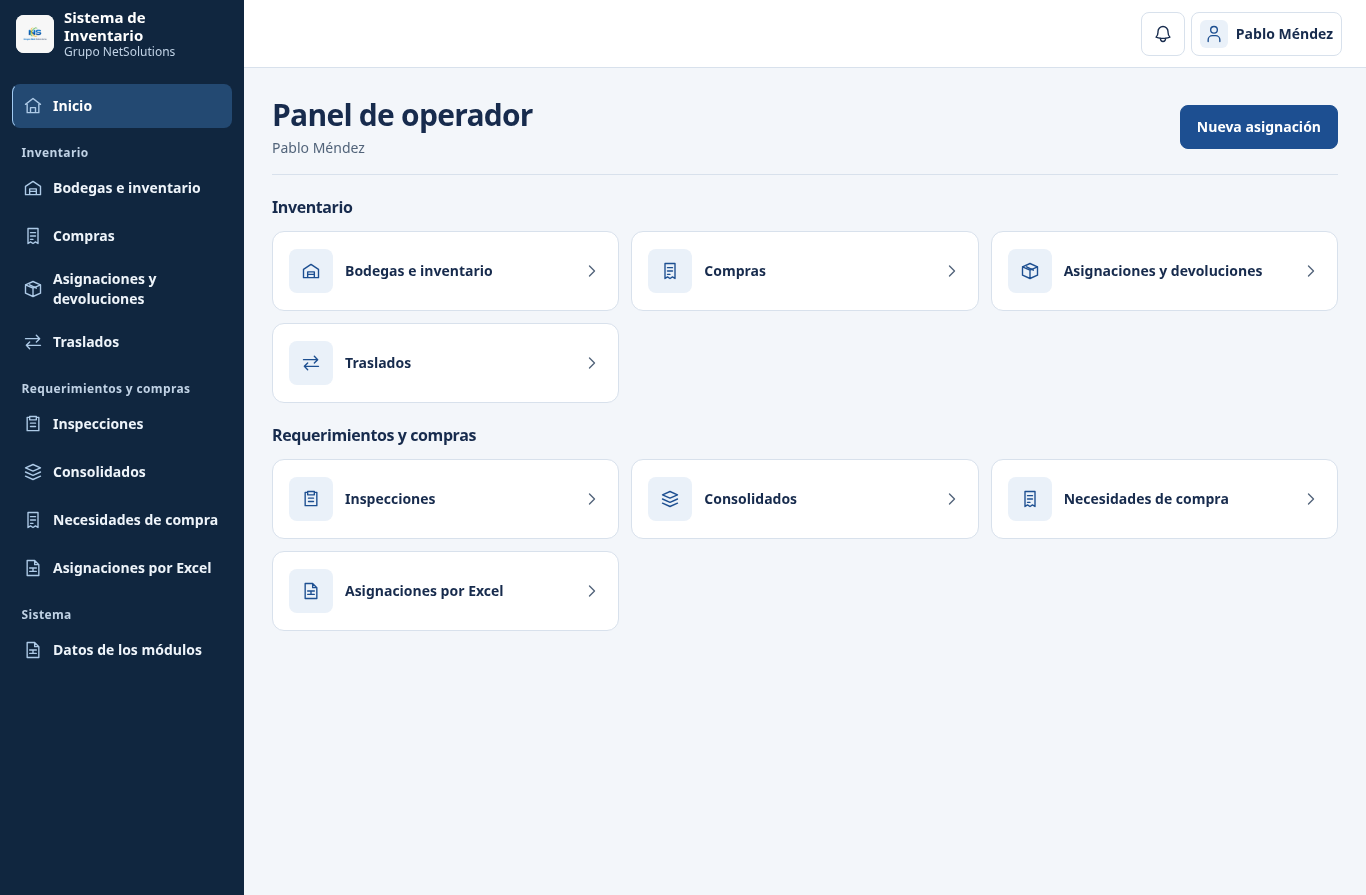 NS
Sistema de
Inventario
Grupo NetSolutions
Inicio
Inventario
Bodegas e inventario
Compras
Asignaciones y
devoluciones
Traslados
Requerimientos y compras
Inspecciones
Consolidados
Necesidades de compra
Asignaciones por Excel
Sistema
Datos de los módulos
Pablo Méndez
Panel de operador
Pablo Méndez
Nueva asignación
Inventario
Bodegas e inventario
Compras
Asignaciones y devoluciones
Traslados
Requerimientos y compras
Inspecciones
Consolidados
Necesidades de compra
Asignaciones por Excel